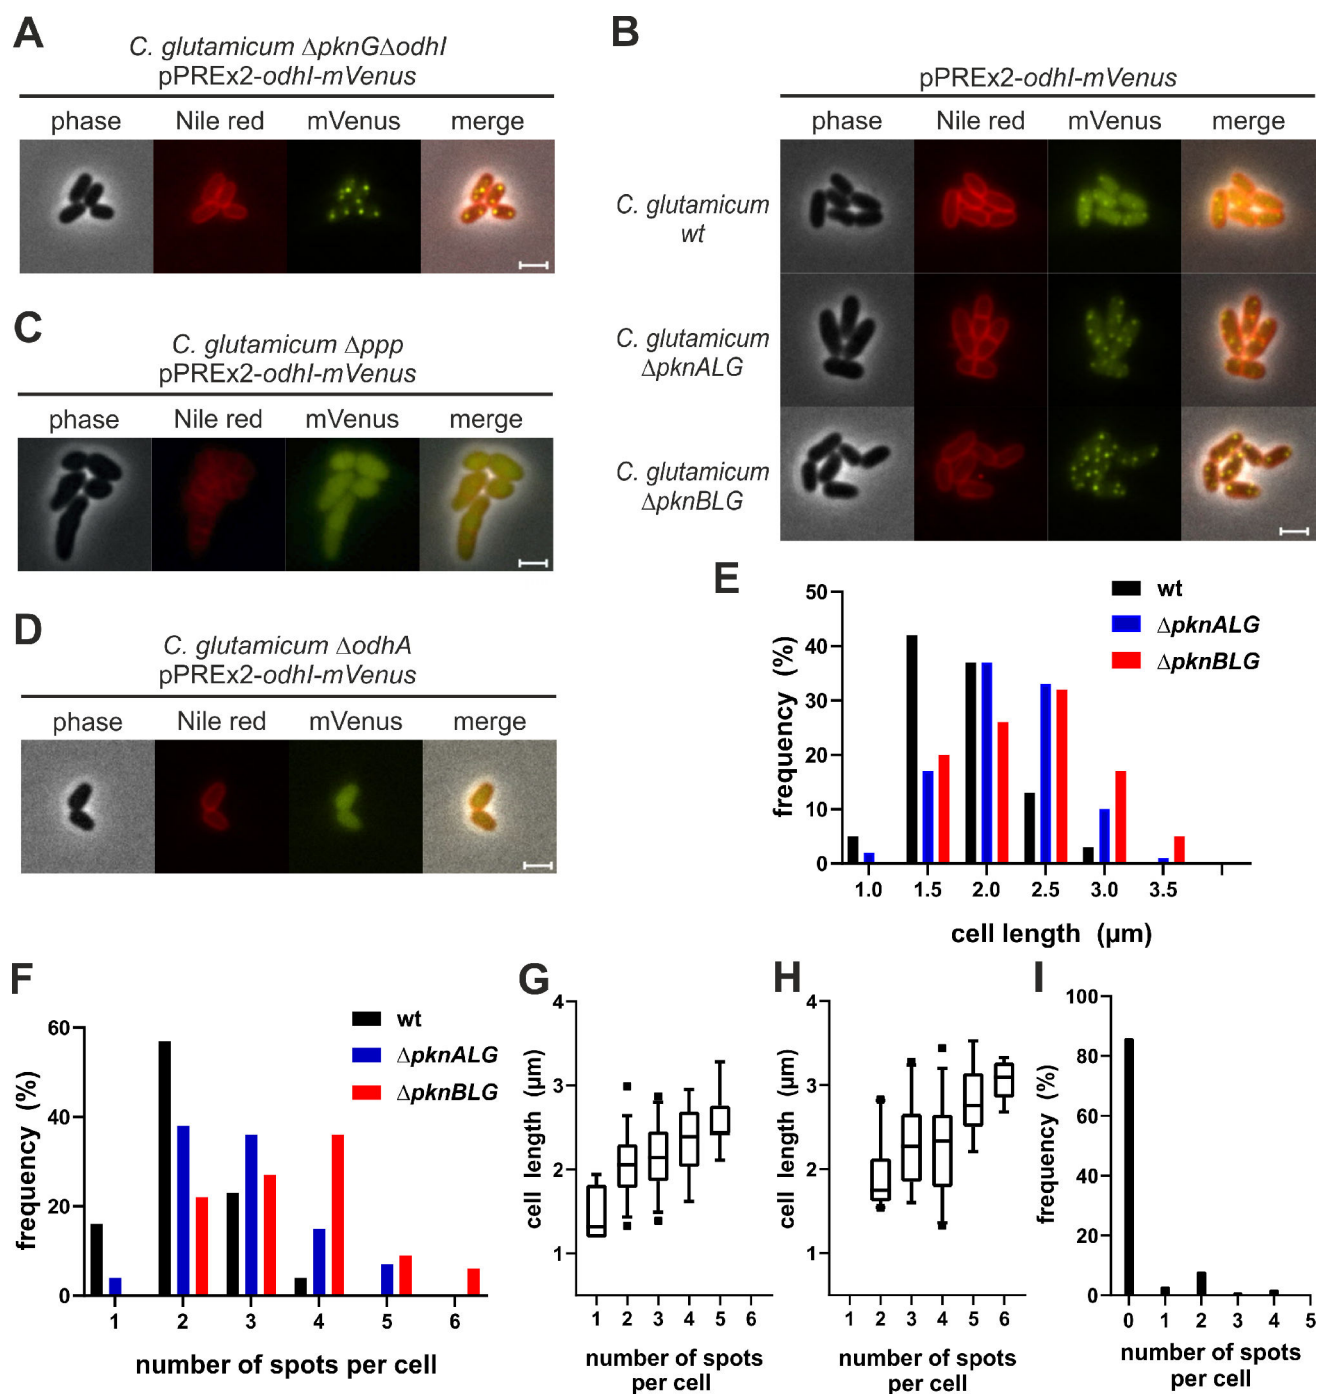 A
C. glutamicum ΔpknGΔodhI
pPREx2-odhI-mVenus
phase Nile red mVenus merge
B
pPREx2-odhI-mVenus
phase Nile red mVenus merge
C. glutamicum
wt
C. glutamicum
ΔpknALG
C. glutamicum
ΔpknBLG
C
C. glutamicum Δppp
pPREx2-odhI-mVenus
phase Nile red mVenus merge
D
C. glutamicum ΔodhA
pPREx2-odhI-mVenus
phase Nile red mVenus merge
E
wt
ΔpknALG
ΔpknBLG
frequency (%)
50
40
30
20
10
0
1.0 1.5 2.0 2.5 3.0 3.5
cell length (µm)
F
wt
ΔpknALG
ΔpknBLG
frequency (%)
60
40
20
0
1 2 3 4 5 6
number of spots per cell
G
cell length (µm)
4
3
2
1
1 2 3 4 5 6
number of spots
per cell
H
cell length (µm)
4
3
2
1
1 2 3 4 5 6
number of spots
per cell
I
frequency (%)
100
80
60
40
20
0
0 1 2 3 4 5
number of spots
per cell